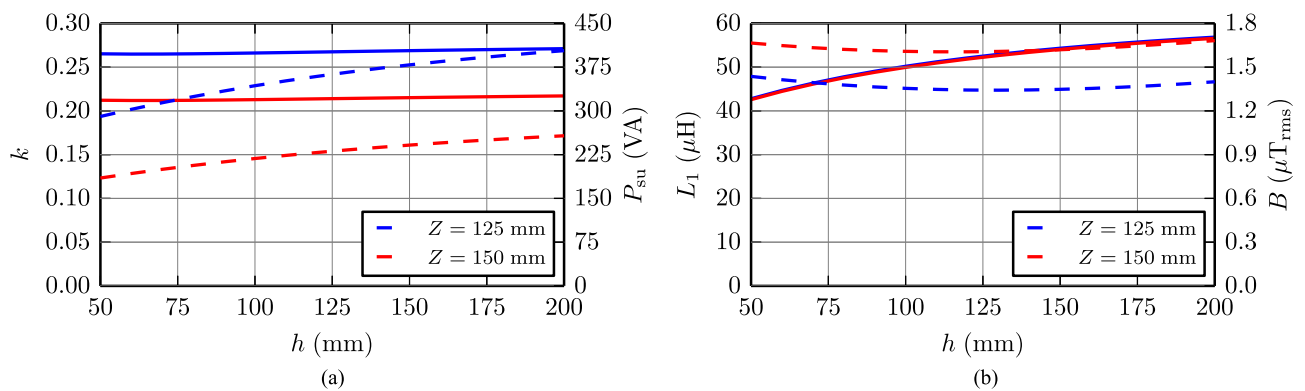 0.30
0.25
0.20
0.15
0.10
0.05
0.00
k
450
375
300
225
150
75
0
P_su (VA)
Z = 125 mm
Z = 150 mm
50 75 100 125 150 175 200
h (mm)
(a)
60
50
40
30
20
10
0
L_1 (μH)
1.8
1.5
1.2
0.9
0.6
0.3
0.0
B (μT_rms)
Z = 125 mm
Z = 150 mm
50 75 100 125 150 175 200
h (mm)
(b)